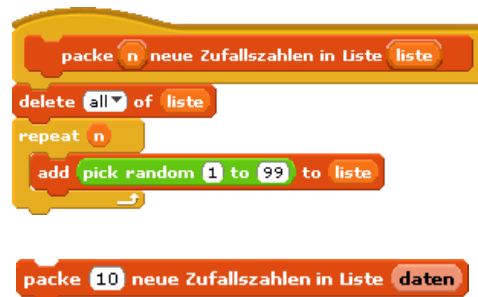 packe n neue Zufallszahlen in Liste liste
delete all of liste
repeat n
add pick random 1 to 99 to liste
packe 10 neue Zufallszahlen in Liste daten